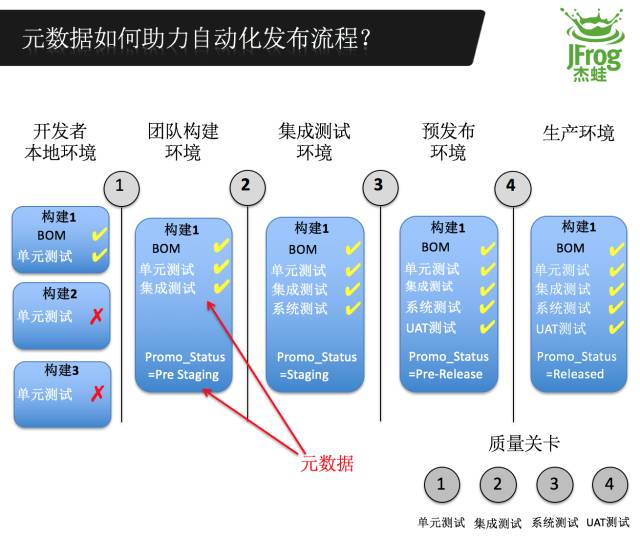 元数据如何助力自动化发布流程？
JFrog
杰蛙
开发者
本地环境
团队构建
环境
集成测试
环境
预发布
环境
生产环境
1
2
3
4
构建1
BOM
单元测试
构建2
单元测试
构建3
单元测试
构建1
BOM
单元测试
集成测试
Promo_Status
=Pre Staging
构建1
BOM
单元测试
集成测试
系统测试
Promo_Status
=Staging
构建1
BOM
单元测试
集成测试
系统测试
UAT测试
Promo_Status
=Pre-Release
构建1
BOM
单元测试
集成测试
系统测试
UAT测试
Promo_Status
=Released
元数据
质量关卡
1
2
3
4
单元测试
集成测试
系统测试
UAT测试